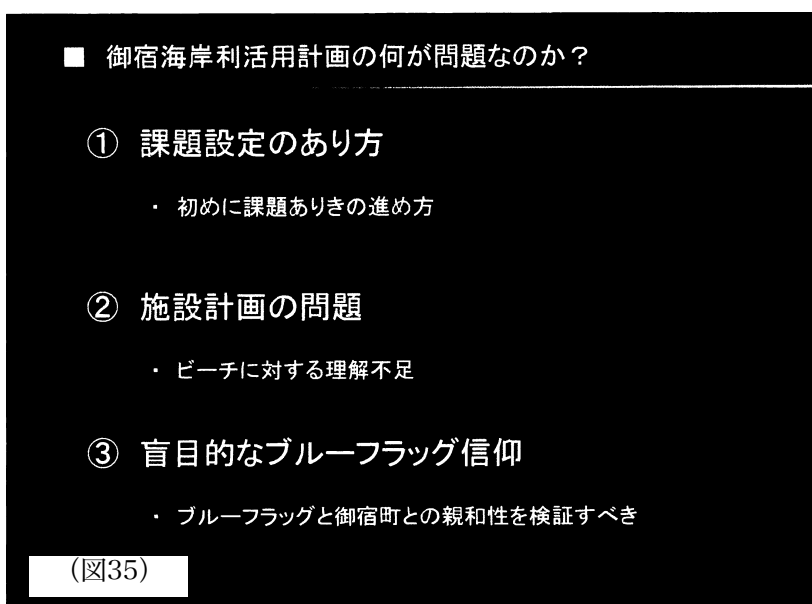 ■ 御宿海岸利活用計画の何が問題なのか？
① 課題設定のあり方
・ 初めに課題ありきの進め方
② 施設計画の問題
・ ビーチに対する理解不足
③ 盲目的なブルーフラッグ信仰
・ ブルーフラッグと御宿町との親和性を検証すべき
（図35）